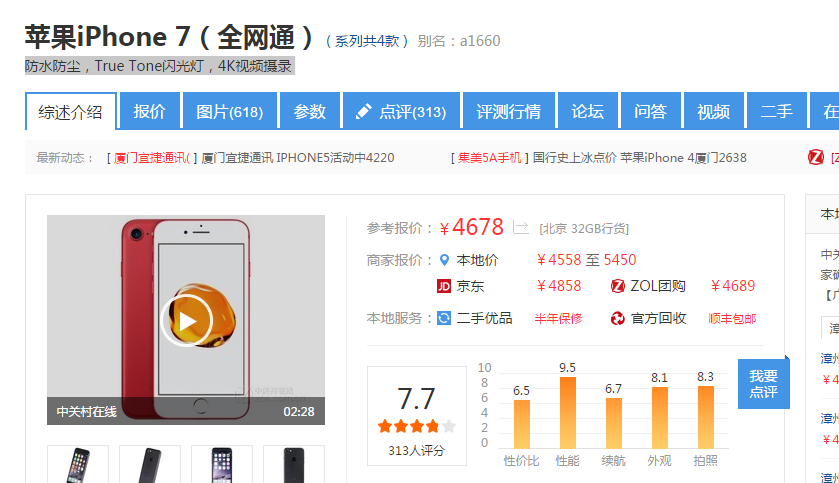 苹果iPhone 7（全网通）（系列共4款） 别名：a1660
防水防尘，True Tone闪光灯，4K视频摄录
综述介绍 报价 图片(618) 参数 点评(313) 评测行情 论坛 问答 视频 二手 在
最新动态： [ 厦门宜捷通讯( ] 厦门宜捷通讯 IPHONE5活动中4220 [ 集美5A手机 ] 国行史上冰点价 苹果iPhone 4厦门2638
参考报价：￥4678 [北京 32GB行货]
商家报价： 本地价 ￥4558 至 5450
JD 京东 ￥4858 ZOL团购 ￥4689
本地服务： 二手优品 半年保修 官方回收 顺丰包邮
中关村在线 02:28
7.7
313人评分
10
8
6
4
2
0
6.5 9.5 6.7 8.1 8.3
性价比 性能 续航 外观 拍照
我要
点评
本地
中关
家硕
漳州
￥4
漳州
￥4
漳州